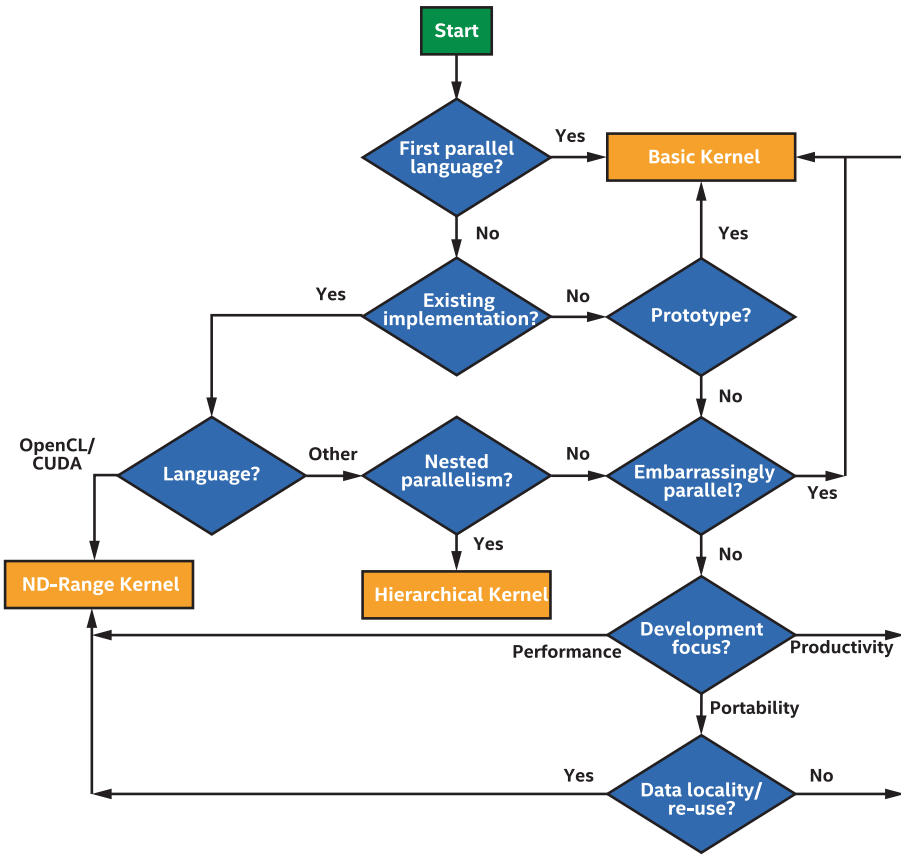 Start
First parallel
language?
Yes
Basic Kernel
No
Yes
Yes
Existing
implementation?
No
Prototype?
No
OpenCL/
CUDA
Language?
Other
Nested
parallelism?
No
Embarrassingly
parallel?
Yes
Yes
No
ND-Range Kernel
Hierarchical Kernel
Performance
Development
focus?
Productivity
Portability
Yes
Data locality/
re-use?
No